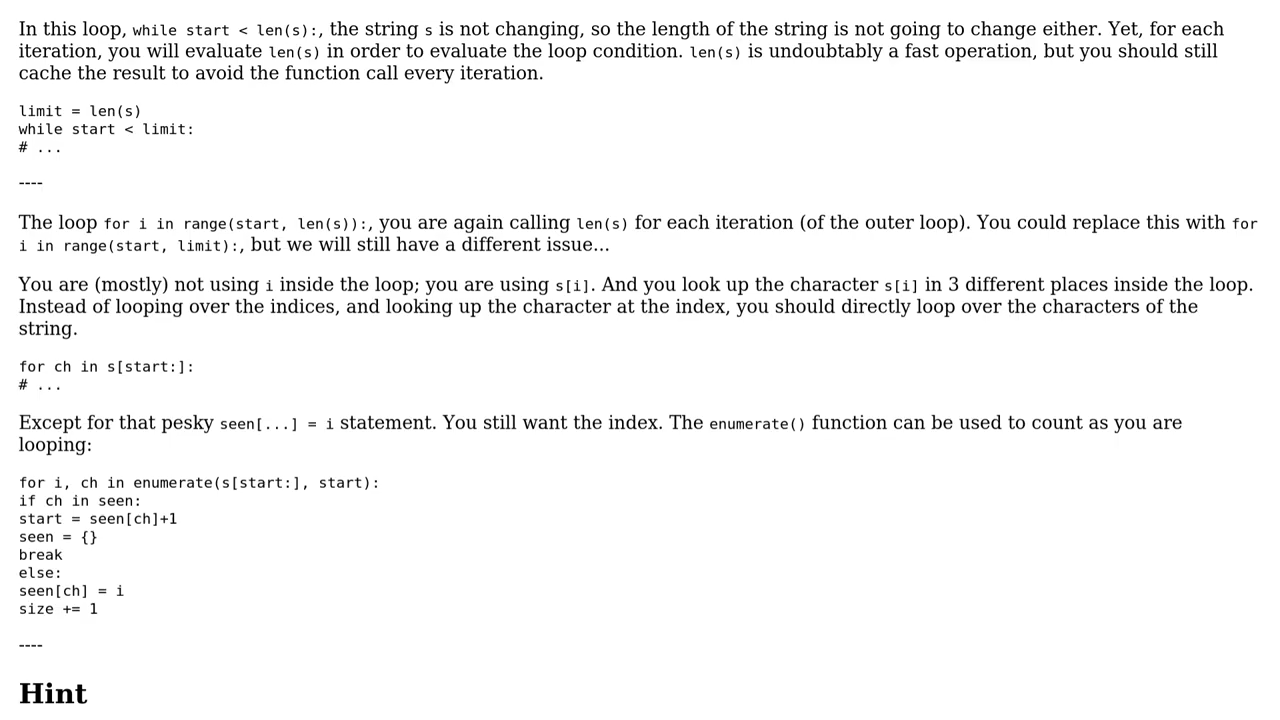 In this loop, while start < len(s):, the string s is not changing, so the length of the string is not going to change either. Yet, for each
iteration, you will evaluate len(s) in order to evaluate the loop condition. len(s) is undoubtably a fast operation, but you should still
cache the result to avoid the function call every iteration.
limit = len(s)
while start < limit:
# ...
----
The loop for i in range(start, len(s)):, you are again calling len(s) for each iteration (of the outer loop). You could replace this with for
i in range(start, limit):, but we will still have a different issue...
You are (mostly) not using i inside the loop; you are using s[i]. And you look up the character s[i] in 3 different places inside the loop.
Instead of looping over the indices, and looking up the character at the index, you should directly loop over the characters of the
string.
for ch in s[start:]:
# ...
Except for that pesky seen[...] = i statement. You still want the index. The enumerate() function can be used to count as you are
looping:
for i, ch in enumerate(s[start:], start):
if ch in seen:
start = seen[ch]+1
seen = {}
break
else:
seen[ch] = i
size += 1
----
Hint